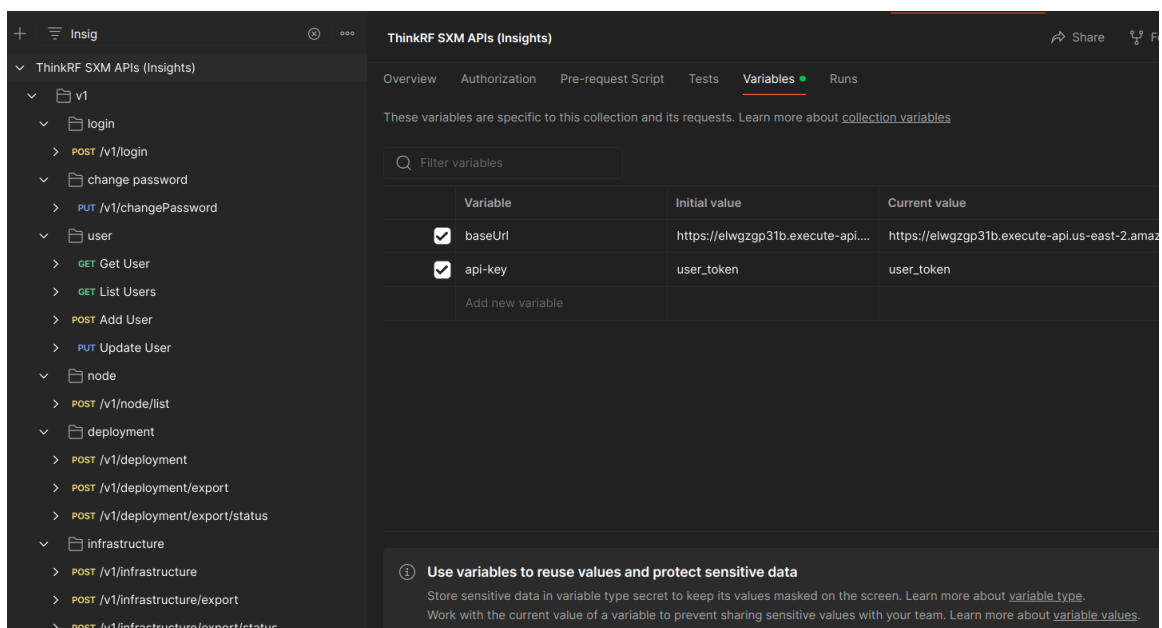 Insig
ThinkRF SXM APIs (Insights)
v1
login
POST /v1/login
change password
PUT /v1/changePassword
user
GET Get User
GET List Users
POST Add User
PUT Update User
node
POST /v1/node/list
deployment
POST /v1/deployment
POST /v1/deployment/export
POST /v1/deployment/export/status
infrastructure
POST /v1/infrastructure
POST /v1/infrastructure/export
POST /v1/infrastructure/export/status
ThinkRF SXM APIs (Insights)
Share
Overview Authorization Pre-request Script Tests Variables Runs
These variables are specific to this collection and its requests. Learn more about collection variables
Filter variables
Variable Initial value Current value
baseUrl https://elwgzgp31b.execute-api.... https://elwgzgp31b.execute-api.us-east-2.amaz
api-key user_token user_token
Add new variable
Use variables to reuse values and protect sensitive data
Store sensitive data in variable type secret to keep its values masked on the screen. Learn more about variable type.
Work with the current value of a variable to prevent sharing sensitive values with your team. Learn more about variable values.